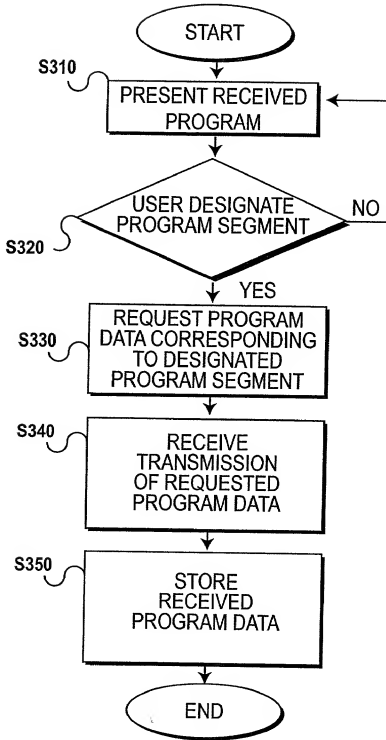 START
S310
PRESENT RECEIVED
PROGRAM
USER DESIGNATE
PROGRAM SEGMENT
NO
S320
YES
REQUEST PROGRAM
DATA CORRESPONDING
TO DESIGNATED
PROGRAM SEGMENT
S330
S340
RECEIVE
TRANSMISSION
OF REQUESTED
PROGRAM DATA
S350
STORE
RECEIVED
PROGRAM DATA
END